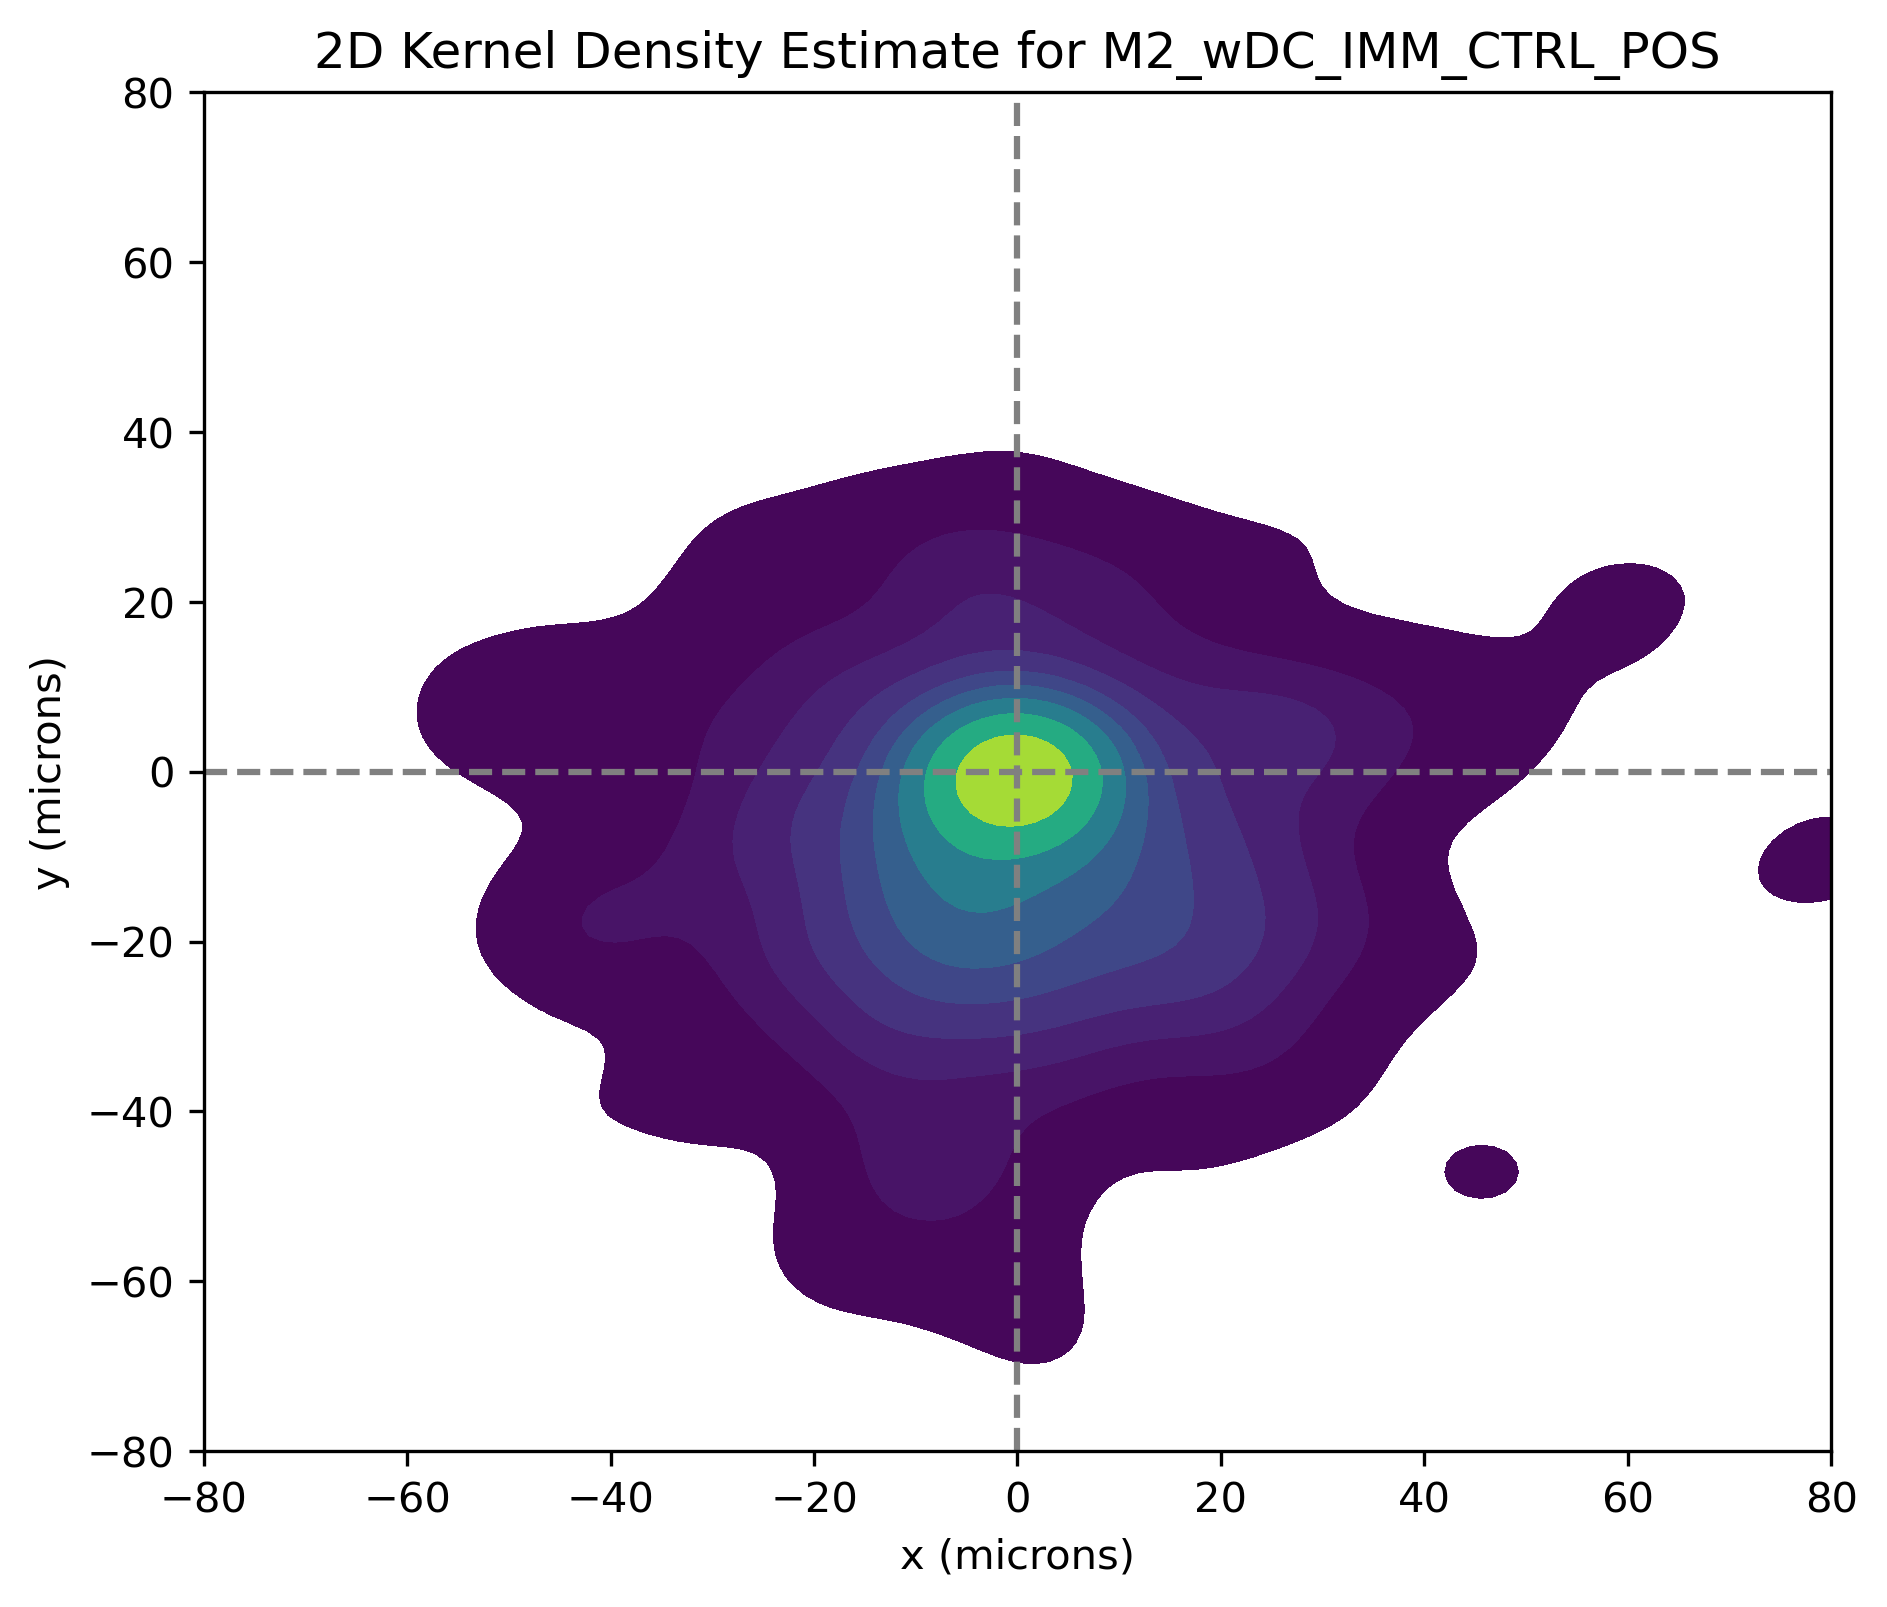 2D Kernel Density Estimate for M2_wDC_IMM_CTRL_POS
80
60
40
20
0
−20
−40
−60
−80
y (microns)
−80 −60 −40 −20 0 20 40 60 80
x (microns)